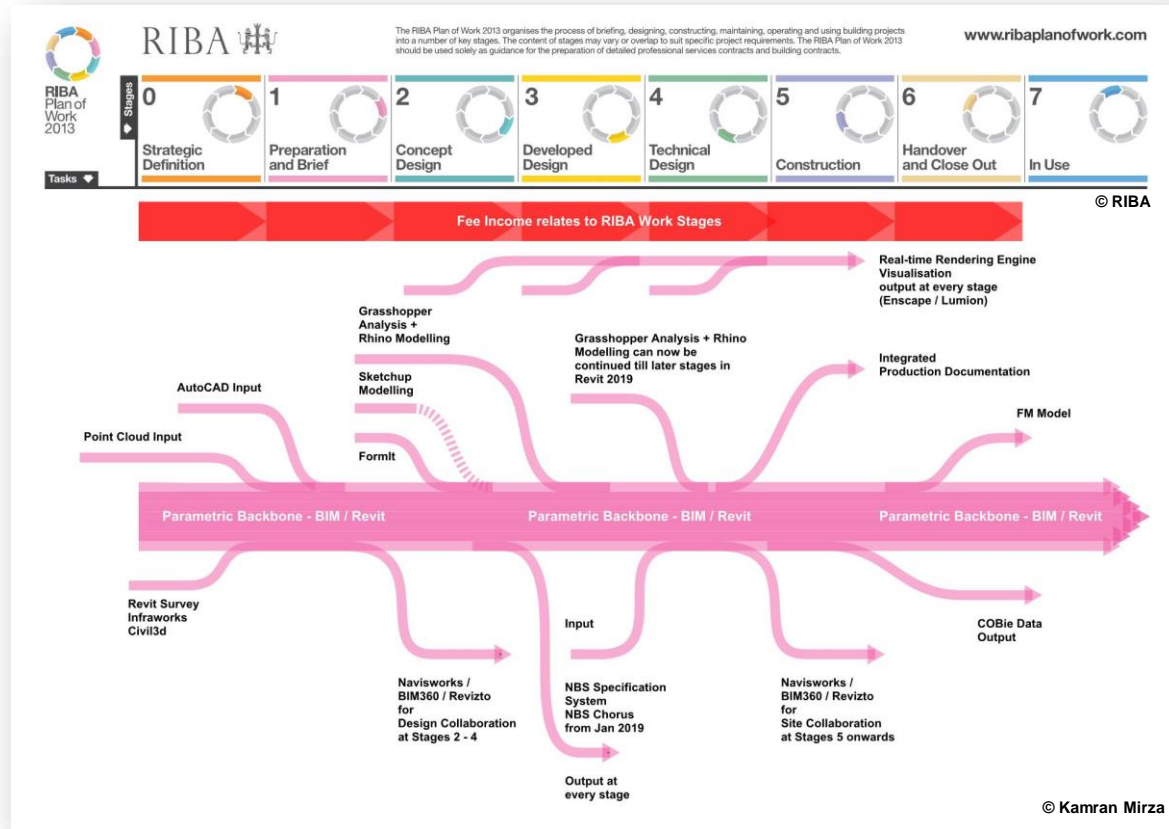 RIBA
The RIBA Plan of Work 2013 organises the process of briefing, designing, constructing, maintaining, operating and using building projects
into a number of key stages. The content of stages may vary or overlap to suit specific project requirements. The RIBA Plan of Work 2013
should be used solely as guidance for the preparation of detailed professional services contracts and building contracts.
www.ribaplanofwork.com
RIBA
Plan of
Work
2013
Stages
Tasks
0
Strategic
Definition
1
Preparation
and Brief
2
Concept
Design
3
Developed
Design
4
Technical
Design
5
Construction
6
Handover
and Close Out
7
In Use
© RIBA
Fee Income relates to RIBA Work Stages
Real-time Rendering Engine
Visualisation
output at every stage
(Enscape / Lumion)
Grasshopper
Analysis +
Rhino Modelling
Grasshopper Analysis + Rhino
Modelling can now be
continued till later stages in
Revit 2019
Integrated
Production Documentation
Sketchup
Modelling
AutoCAD Input
FM Model
Point Cloud Input
FormIt
Parametric Backbone - BIM / Revit
Parametric Backbone - BIM / Revit
Parametric Backbone - BIM / Revit
Revit Survey
Infraworks
Civil3d
Input
COBie Data
Output
Navisworks /
BIM360 / Revizto
for
Design Collaboration
at Stages 2 - 4
NBS Specification
System
NBS Chorus
from Jan 2019
Navisworks /
BIM360 / Revizto
for
Site Collaboration
at Stages 5 onwards
Output at
every stage
© Kamran Mirza